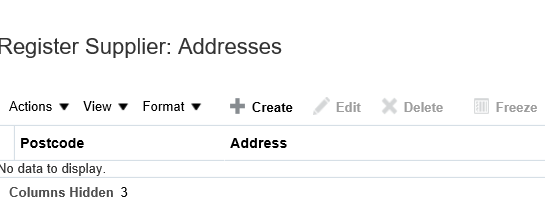 Register Supplier: Addresses
Actions View Format Create Edit Delete Freeze
Postcode Address
No data to display.
Columns Hidden 3